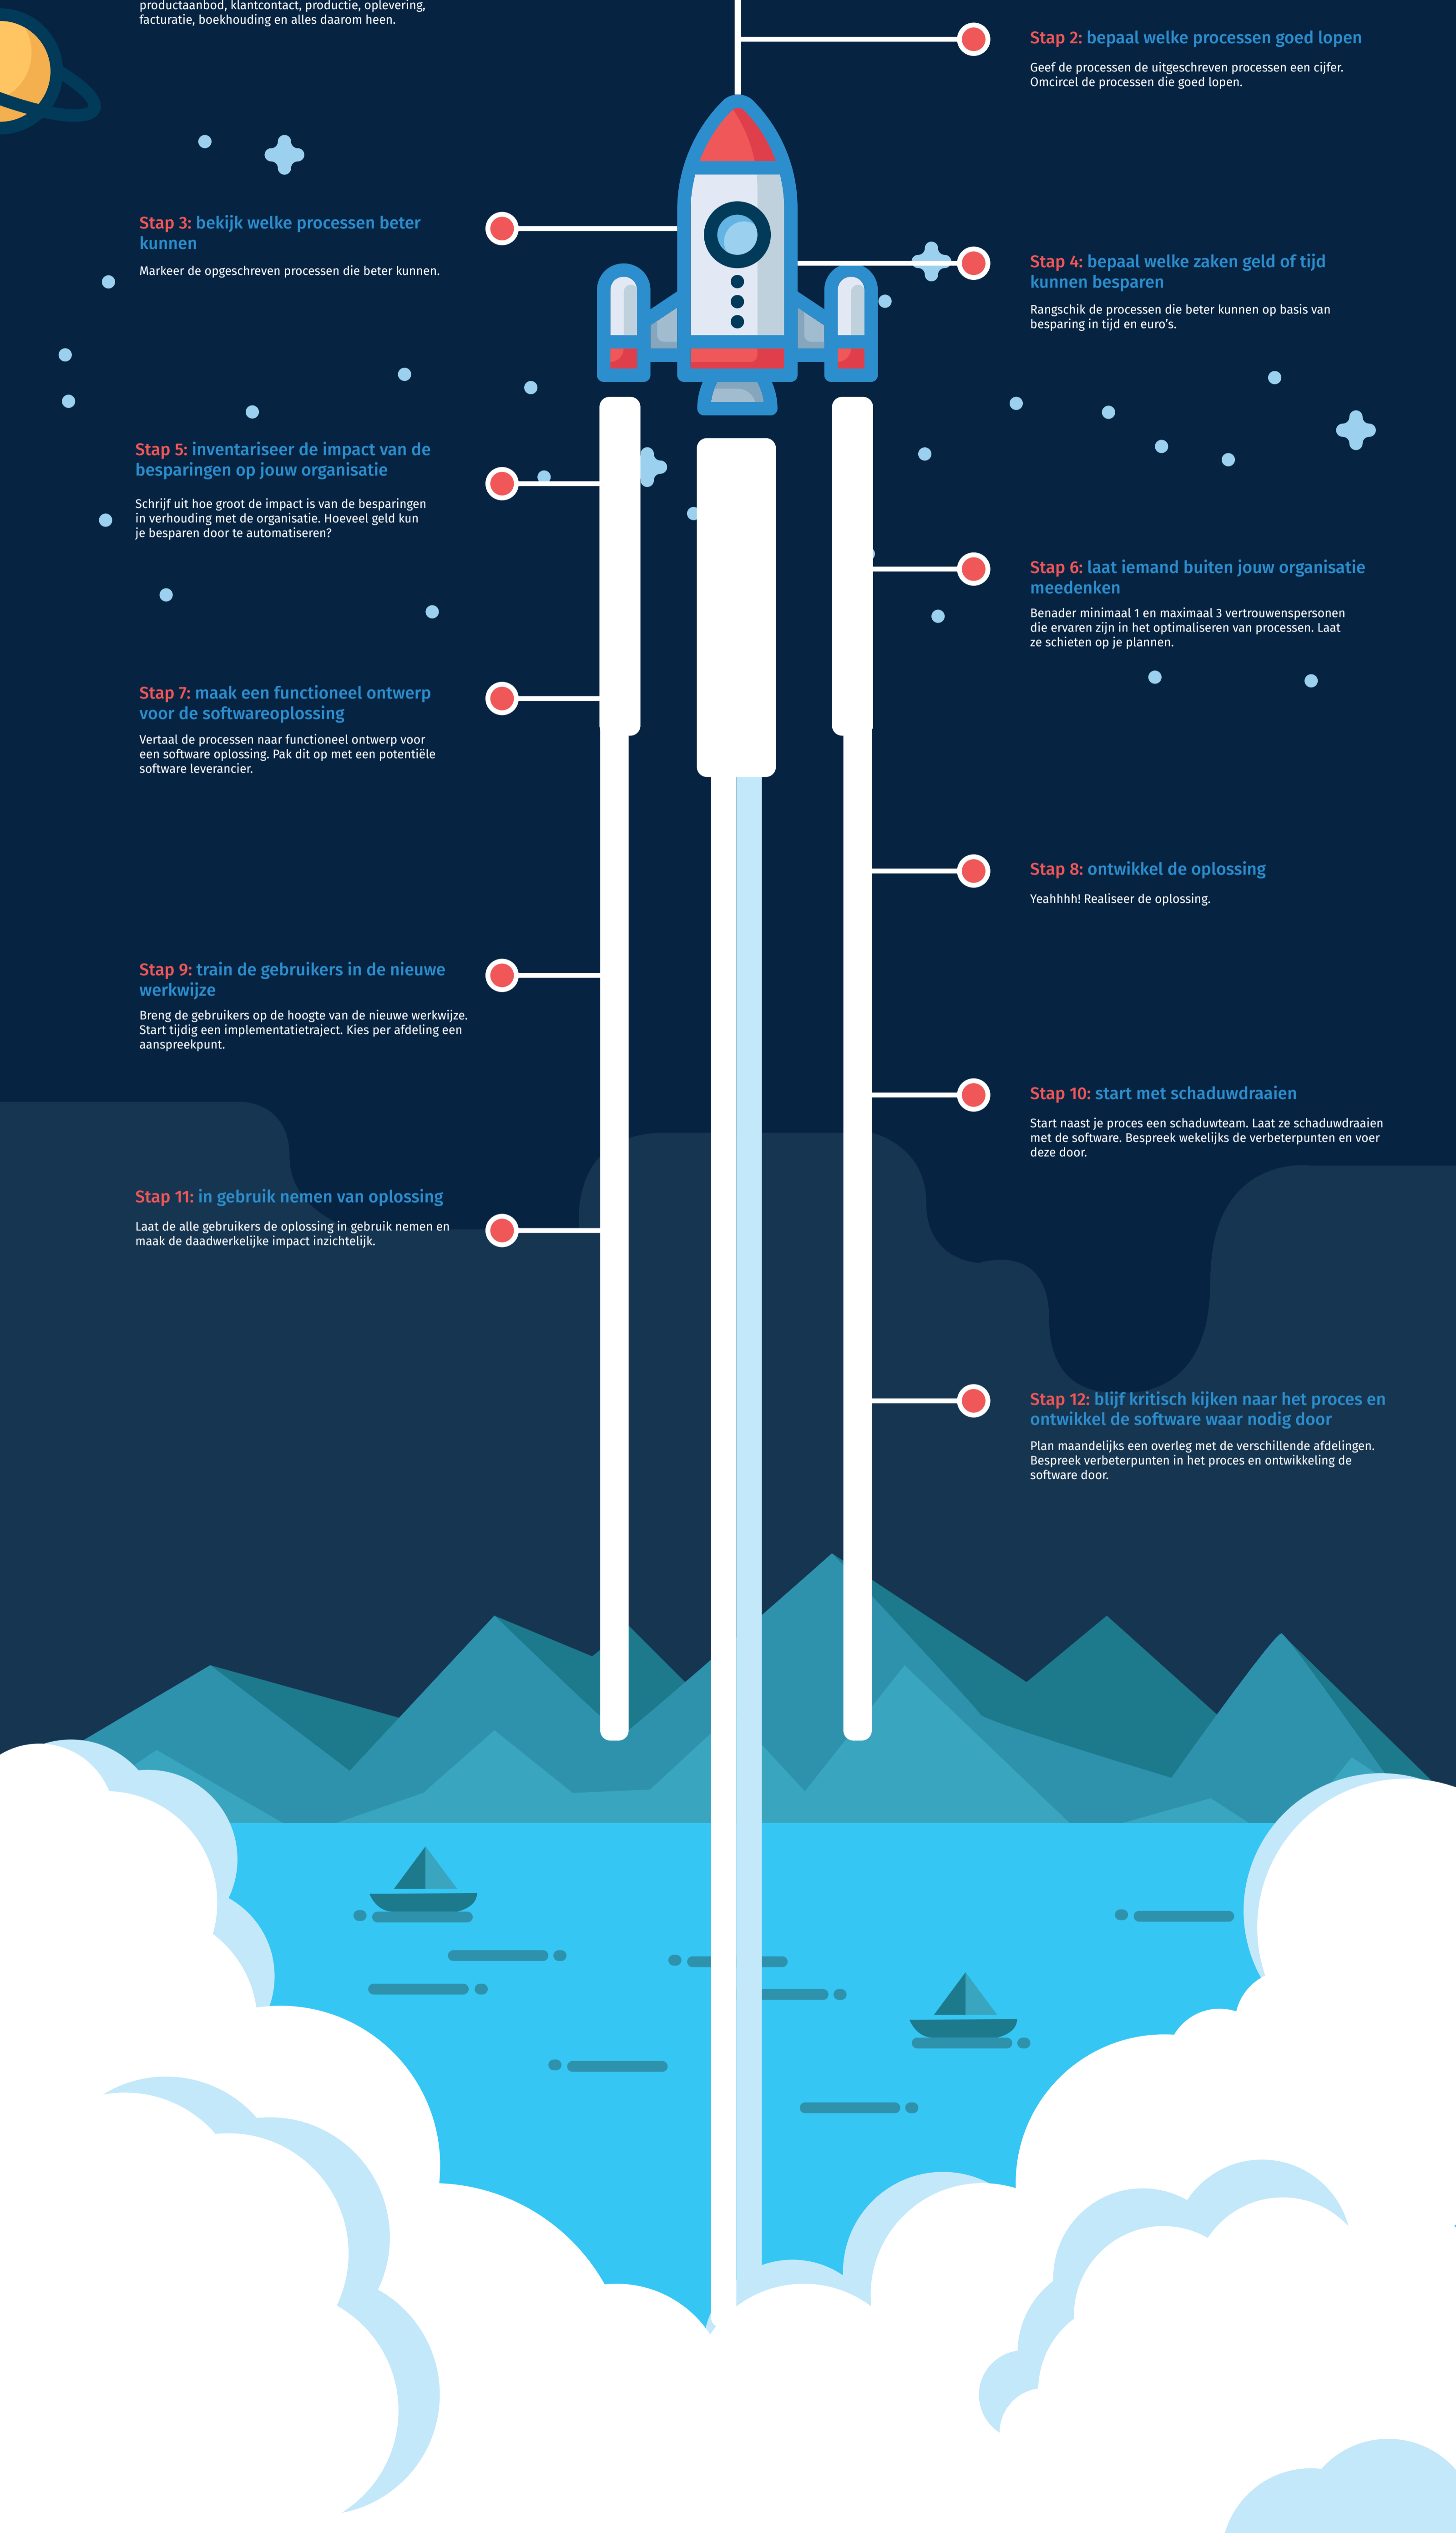 productaanbod, klantcontact, productie, oplevering,
facturatie, boekhouding en alles daarom heen.
Stap 2: bepaal welke processen goed lopen
Geef de processen de uitgeschreven processen een cijfer.
Omcircel de processen die goed lopen.
Stap 3: bekijk welke processen beter
kunnen
Markeer de opgeschreven processen die beter kunnen.
Stap 4: bepaal welke zaken geld of tijd
kunnen besparen
Rangschik de processen die beter kunnen op basis van
besparing in tijd en euro's.
Stap 5: inventariseer de impact van de
besparingen op jouw organisatie
Schrijf uit hoe groot de impact is van de besparingen
in verhouding met de organisatie. Hoeveel geld kun
je besparen door te automatiseren?
Stap 6: laat iemand buiten jouw organisatie
meedenken
Benader minimaal 1 en maximaal 3 vertrouwenspersonen
die ervaren zijn in het optimaliseren van processen. Laat
ze schieten op je plannen.
Stap 7: maak een functioneel ontwerp
voor de softwareoplossing
Vertaal de processen naar functioneel ontwerp voor
een software oplossing. Pak dit op met een potentiële
software leverancier.
Stap 8: ontwikkel de oplossing
Yeahhhh! Realiseer de oplossing.
Stap 9: train de gebruikers in de nieuwe
werkwijze
Breng de gebruikers op de hoogte van de nieuwe werkwijze.
Start tijdig een implementatietraject. Kies per afdeling een
aanspreekpunt.
Stap 10: start met schaduwdraaien
Start naast je proces een schaduwteam. Laat ze schaduwdraaien
met de software. Bespreek wekelijks de verbeterpunten en voer
deze door.
Stap 11: in gebruik nemen van oplossing
Laat de alle gebruikers de oplossing in gebruik nemen en
maak de daadwerkelijke impact inzichtelijk.
Stap 12: blijf kritisch kijken naar het proces en
ontwikkel de software waar nodig door
Plan maandelijks een overleg met de verschillende afdelingen.
Bespreek verbeterpunten in het proces en ontwikkeling de
software door.